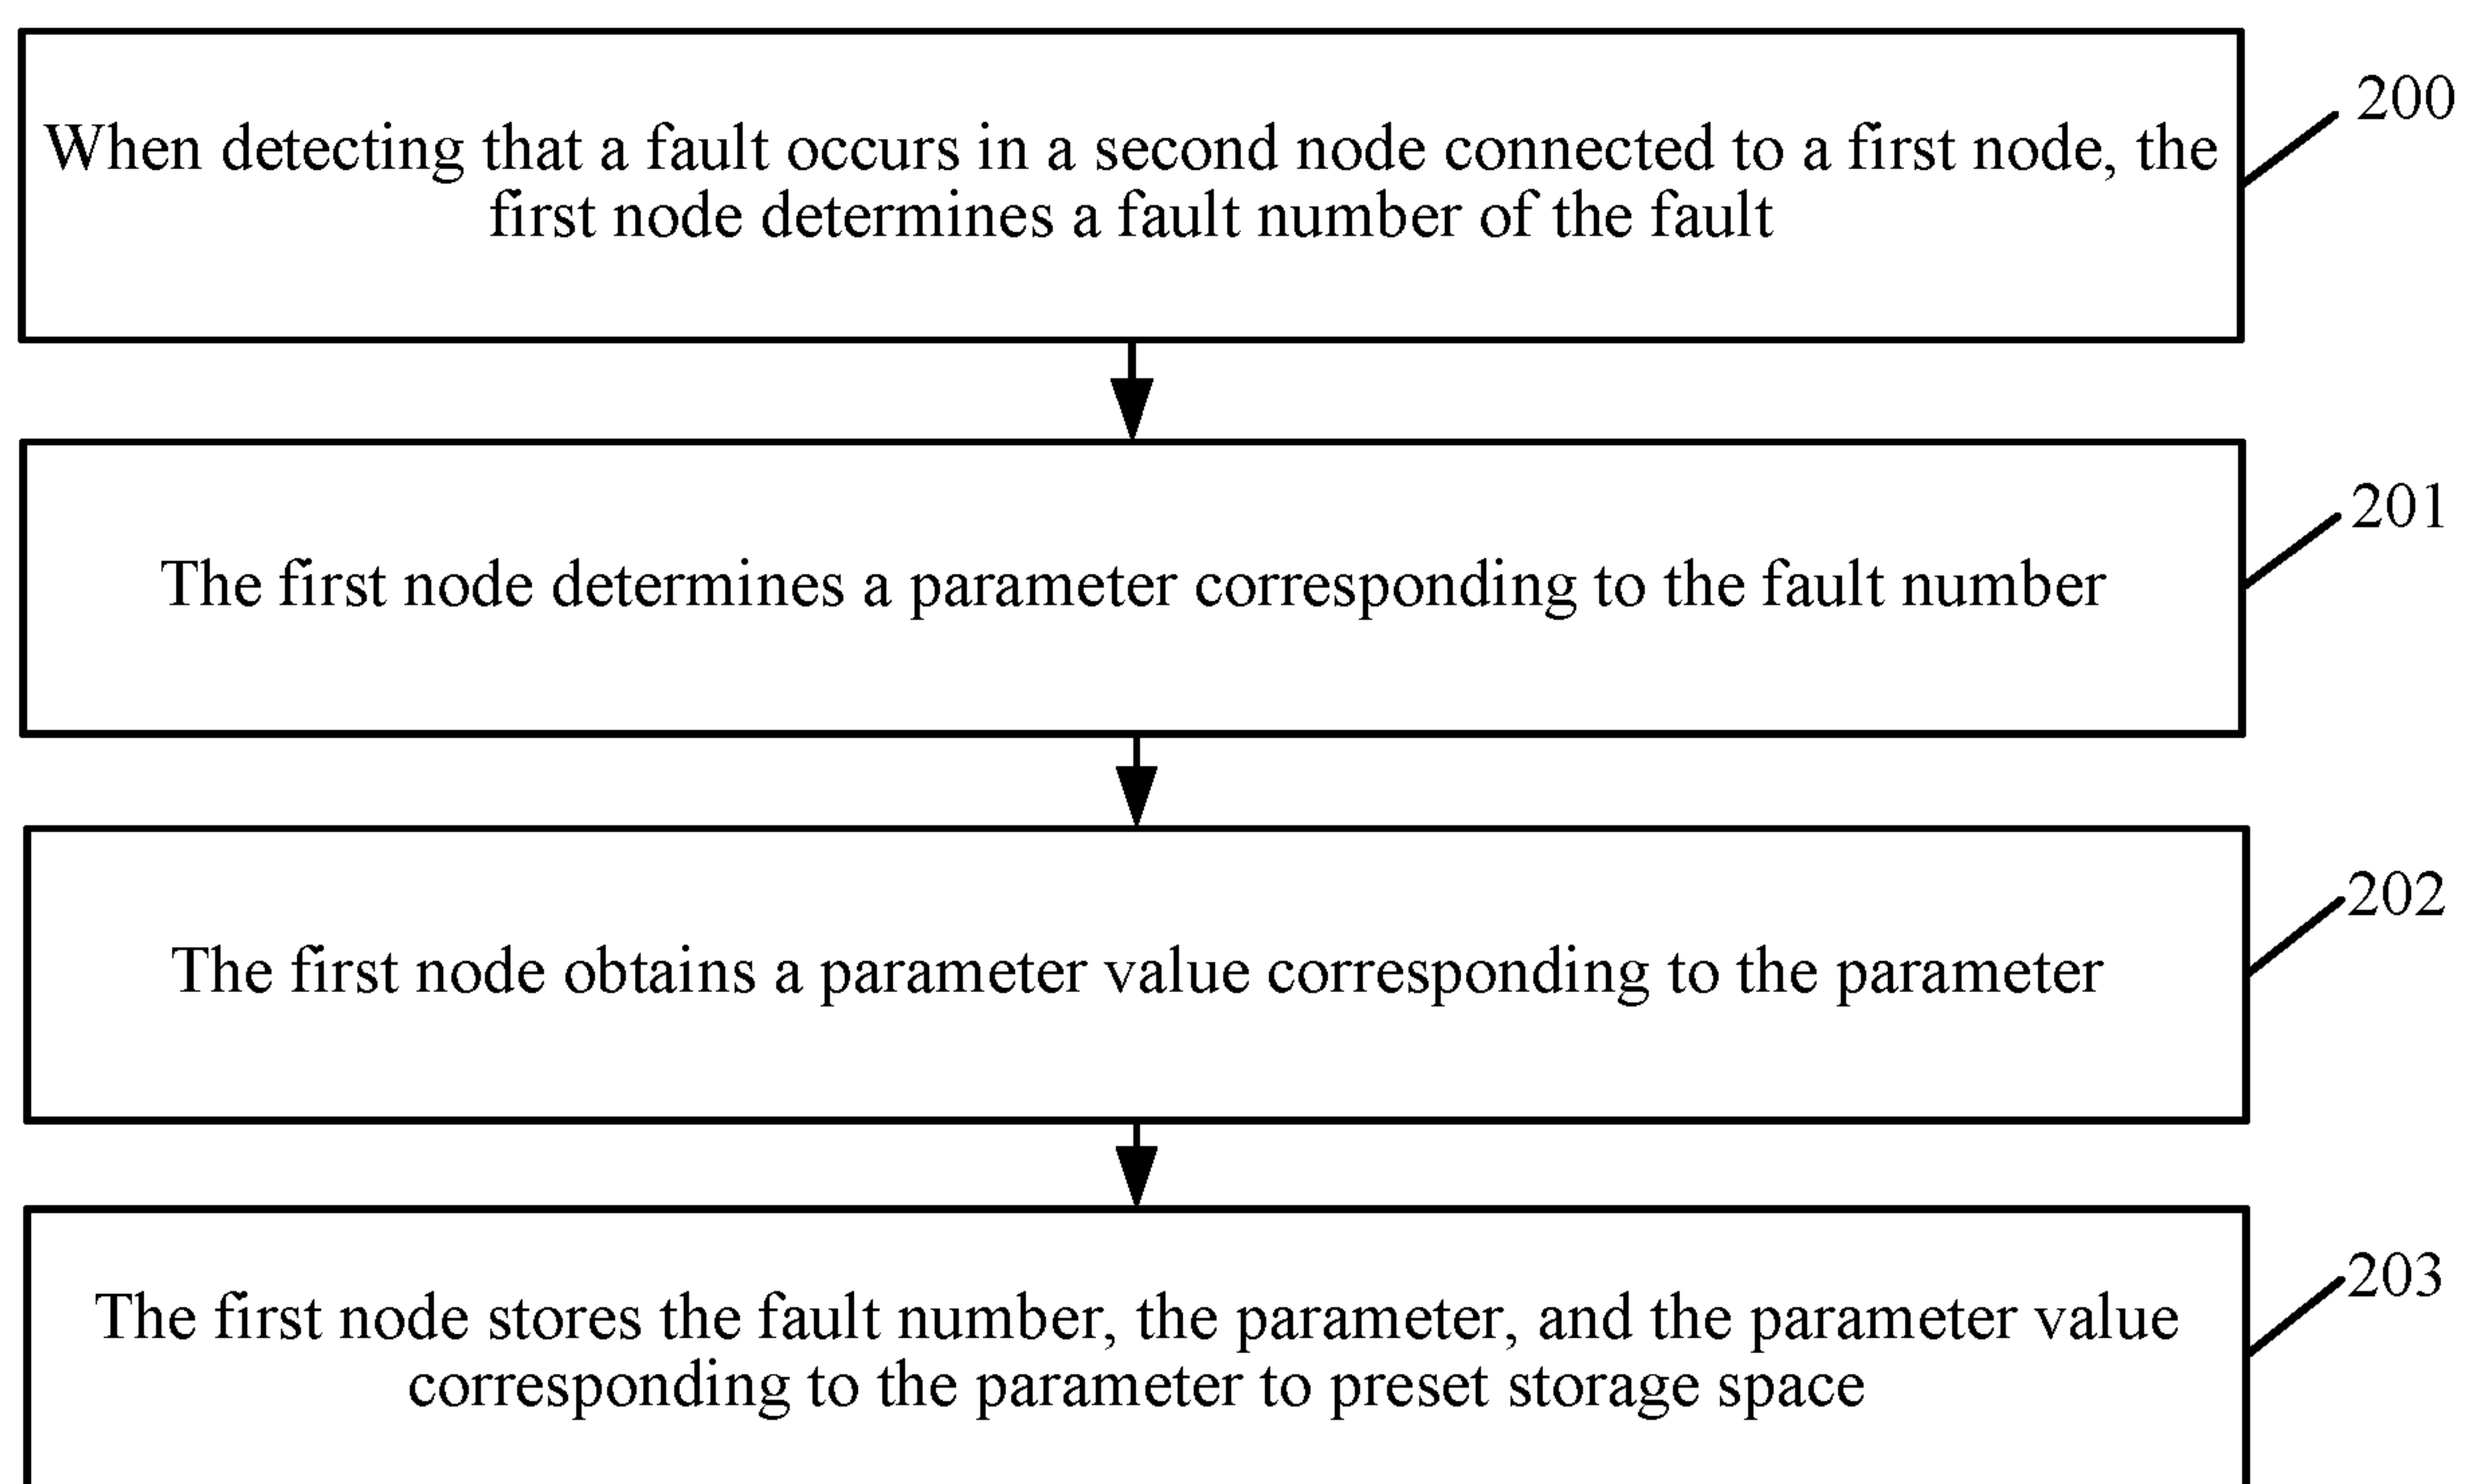 When detecting that a fault occurs in a second node connected to a first node, the
first node determines a fault number of the fault
200
The first node determines a parameter corresponding to the fault number
201
The first node obtains a parameter value corresponding to the parameter
202
The first node stores the fault number, the parameter, and the parameter value
corresponding to the parameter to preset storage space
203